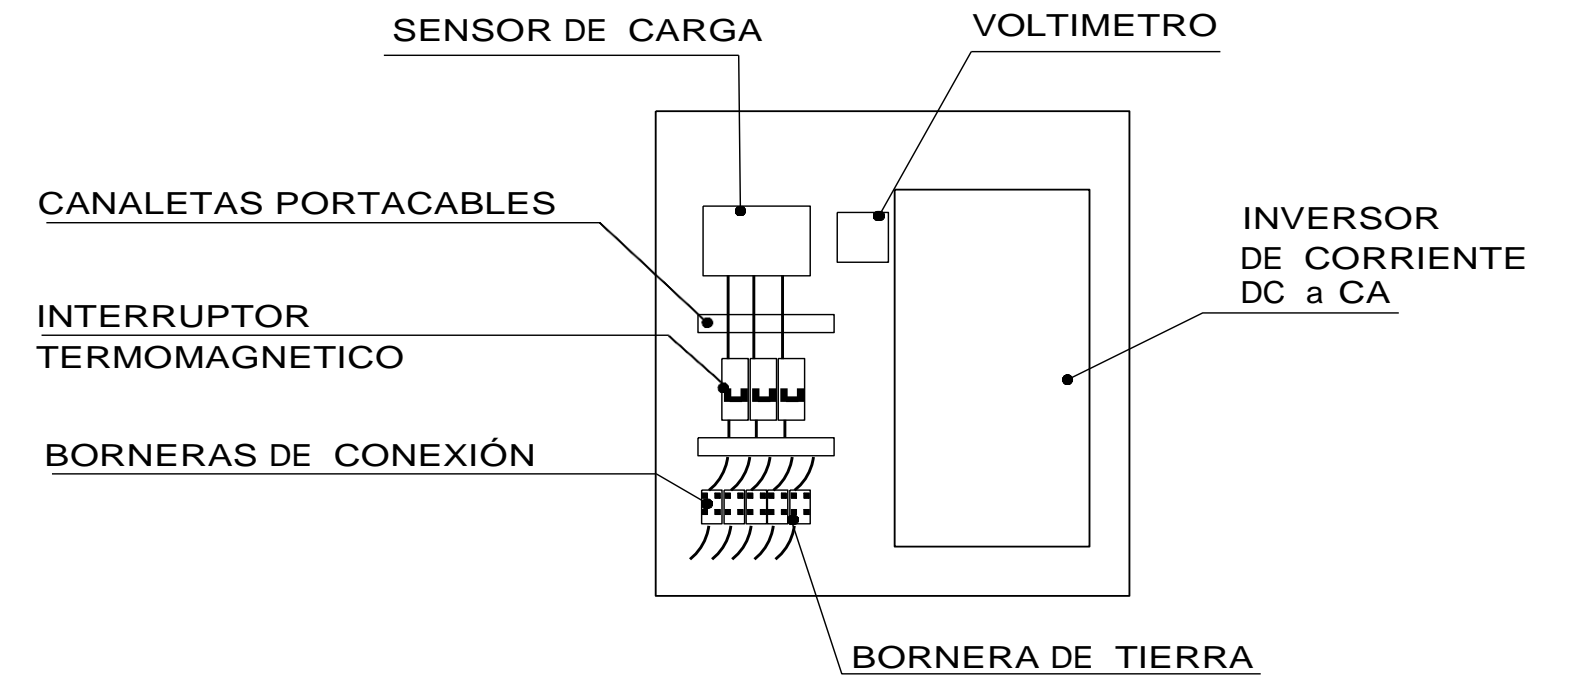 SENSOR DE CARGA
VOLTIMETRO
CANALETAS PORTACABLES
INVERSOR
DE CORRIENTE
DC a CA
INTERRUPTOR
TERMOMAGNETICO
BORNERAS DE CONEXIÓN
BORNERA DE TIERRA